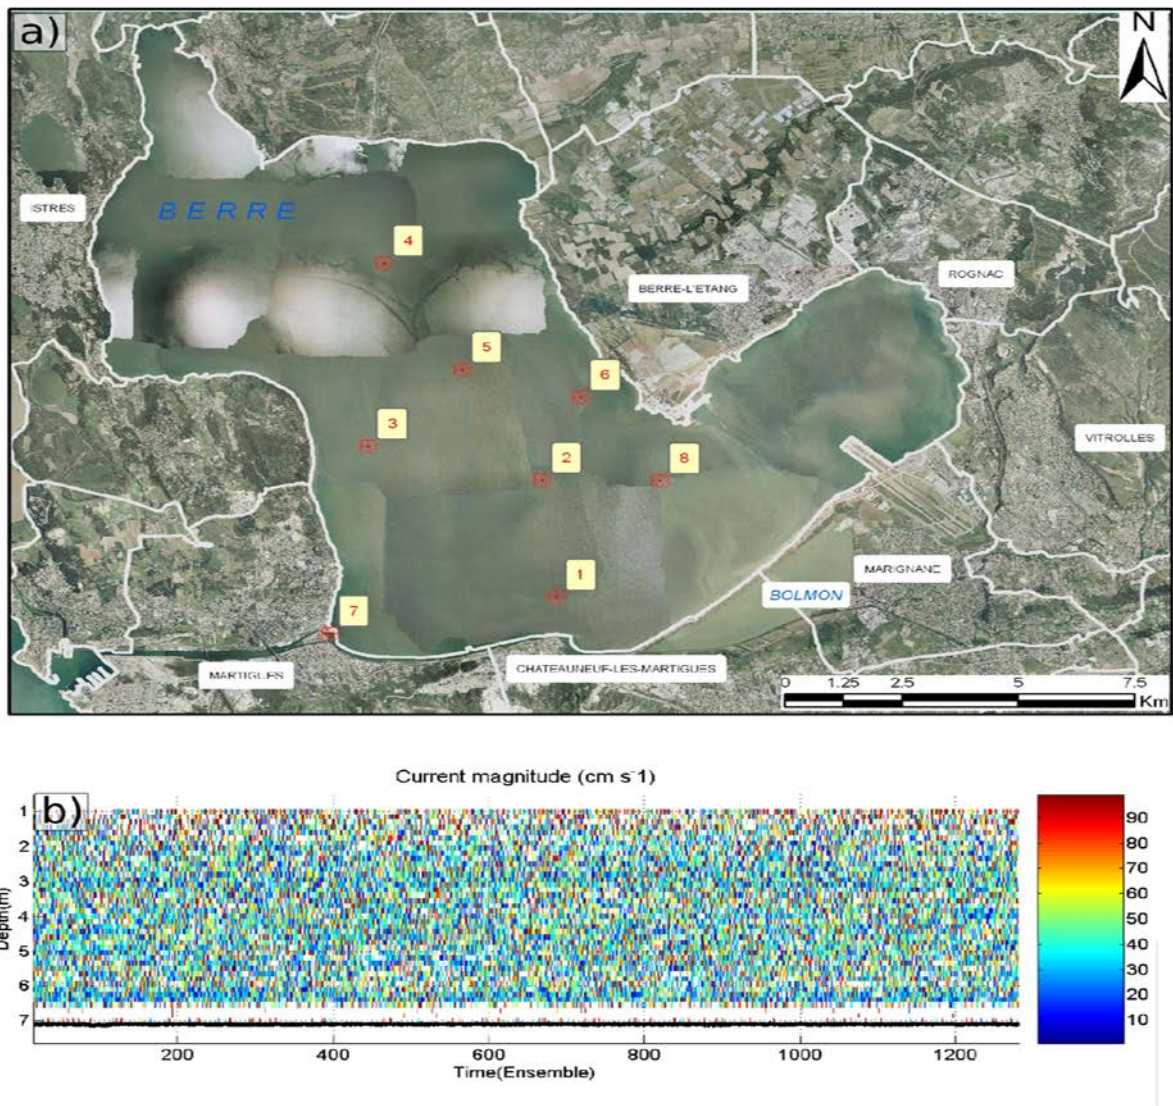 a)
N
ISTRES
BERRE
4
BERRE-L'ETANG
ROGNAC
5
6
3
2
8
VITROLLES
1
MARIGNANE
BOLMON
7
MARTIGUES
CHATEAUNEUF-LES-MARTIGUES
0 1.25 2.5 5 7.5
Km
Current magnitude (cm s-1)
b)
1
2
3
4
5
6
7
Depth(m)
200 400 600 800 1000 1200
Time(Ensemble)
90
80
70
60
50
40
30
20
10